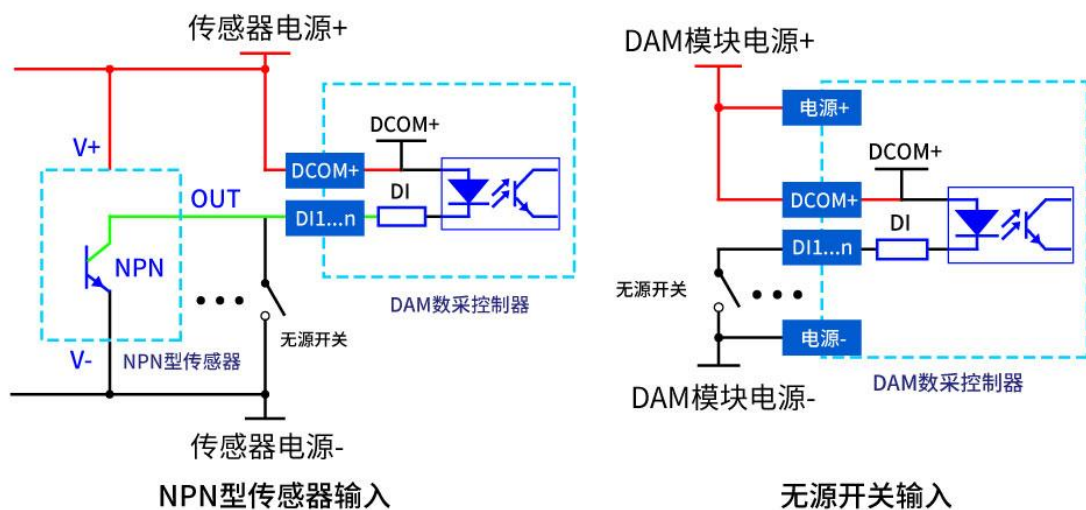 传感器电源+
V+
OUT
NPN
V-
NPN型传感器
DCOM+
DCOM+
DI
DI1...n
DAM数采控制器
无源开关
传感器电源-
NPN型传感器输入
DAM模块电源+
电源+
DCOM+
DCOM+
DI
DI1...n
无源开关
电源-
DAM数采控制器
DAM模块电源-
无源开关输入